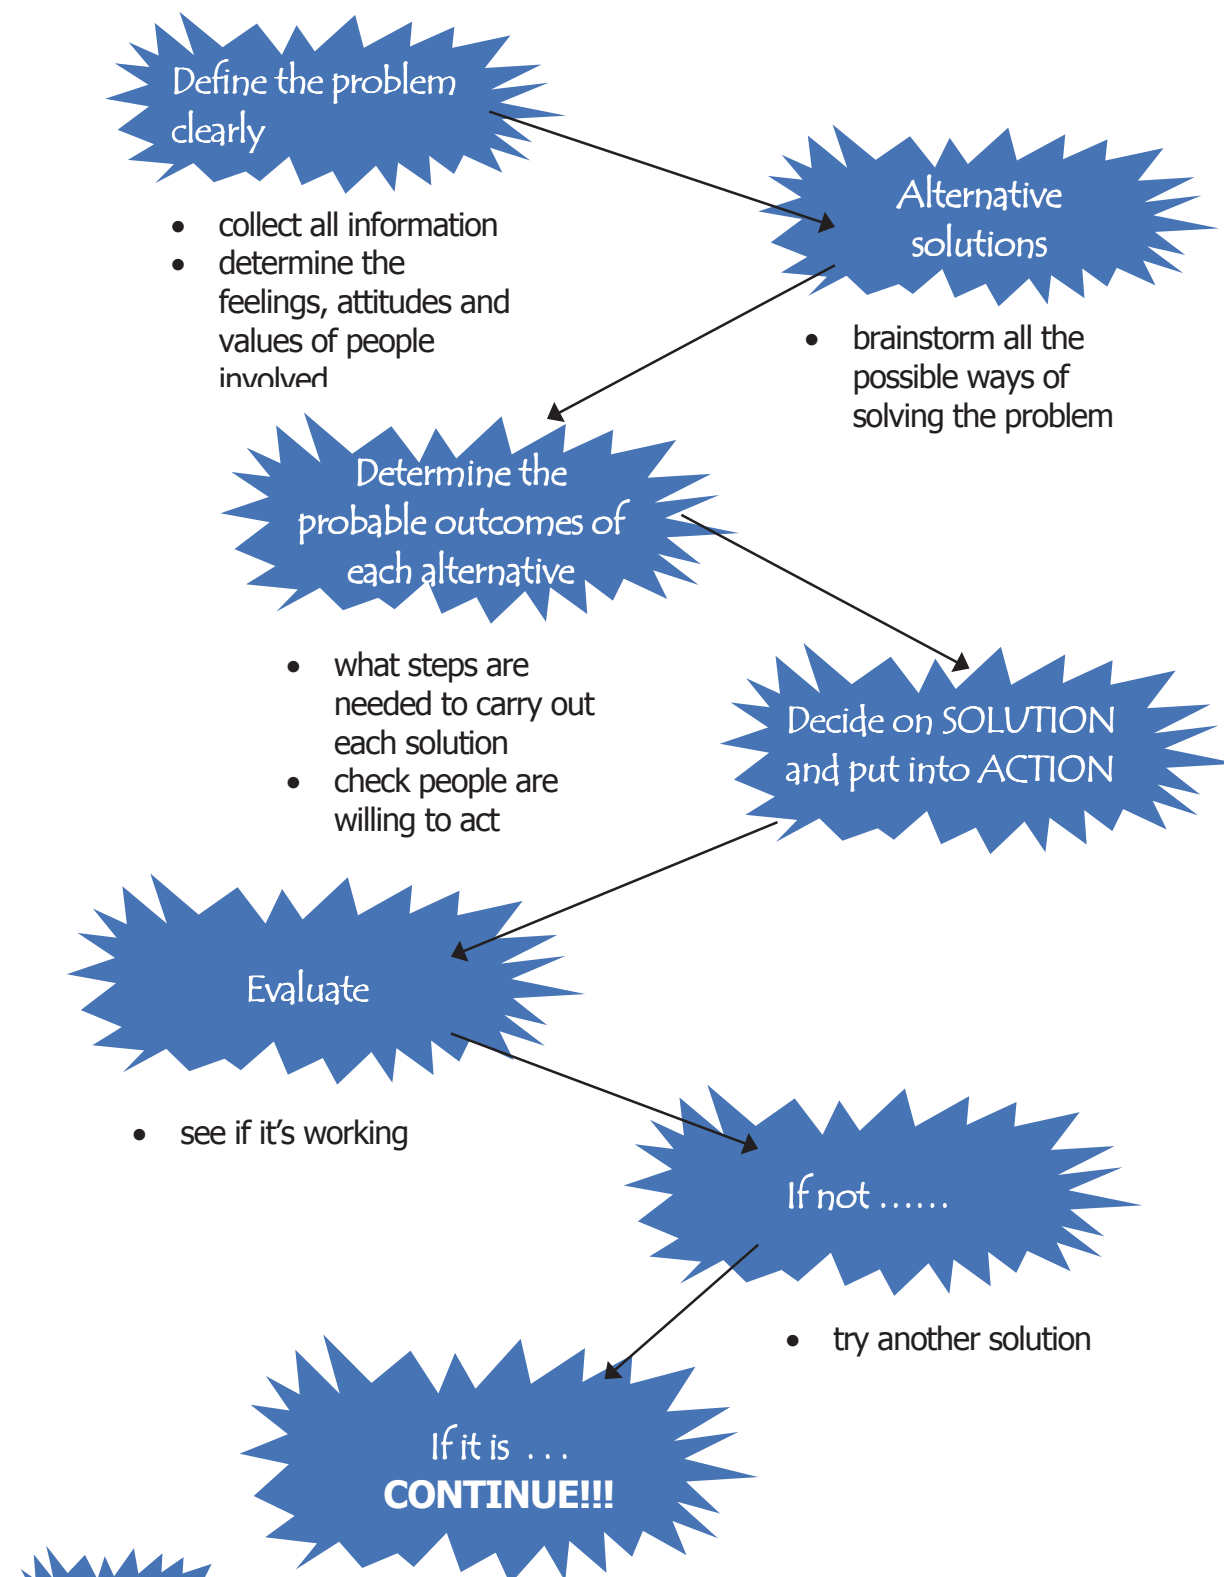 Define the problem
clearly
• collect all information
• determine the
feelings, attitudes and
values of people
involved
Alternative
solutions
• brainstorm all the
possible ways of
solving the problem
Determine the
probable outcomes of
each alternative
• what steps are
needed to carry out
each solution
• check people are
willing to act
Decide on SOLUTION
and put into ACTION
Evaluate
• see if it's working
If not ......
• try another solution
If it is ...
CONTINUE!!!